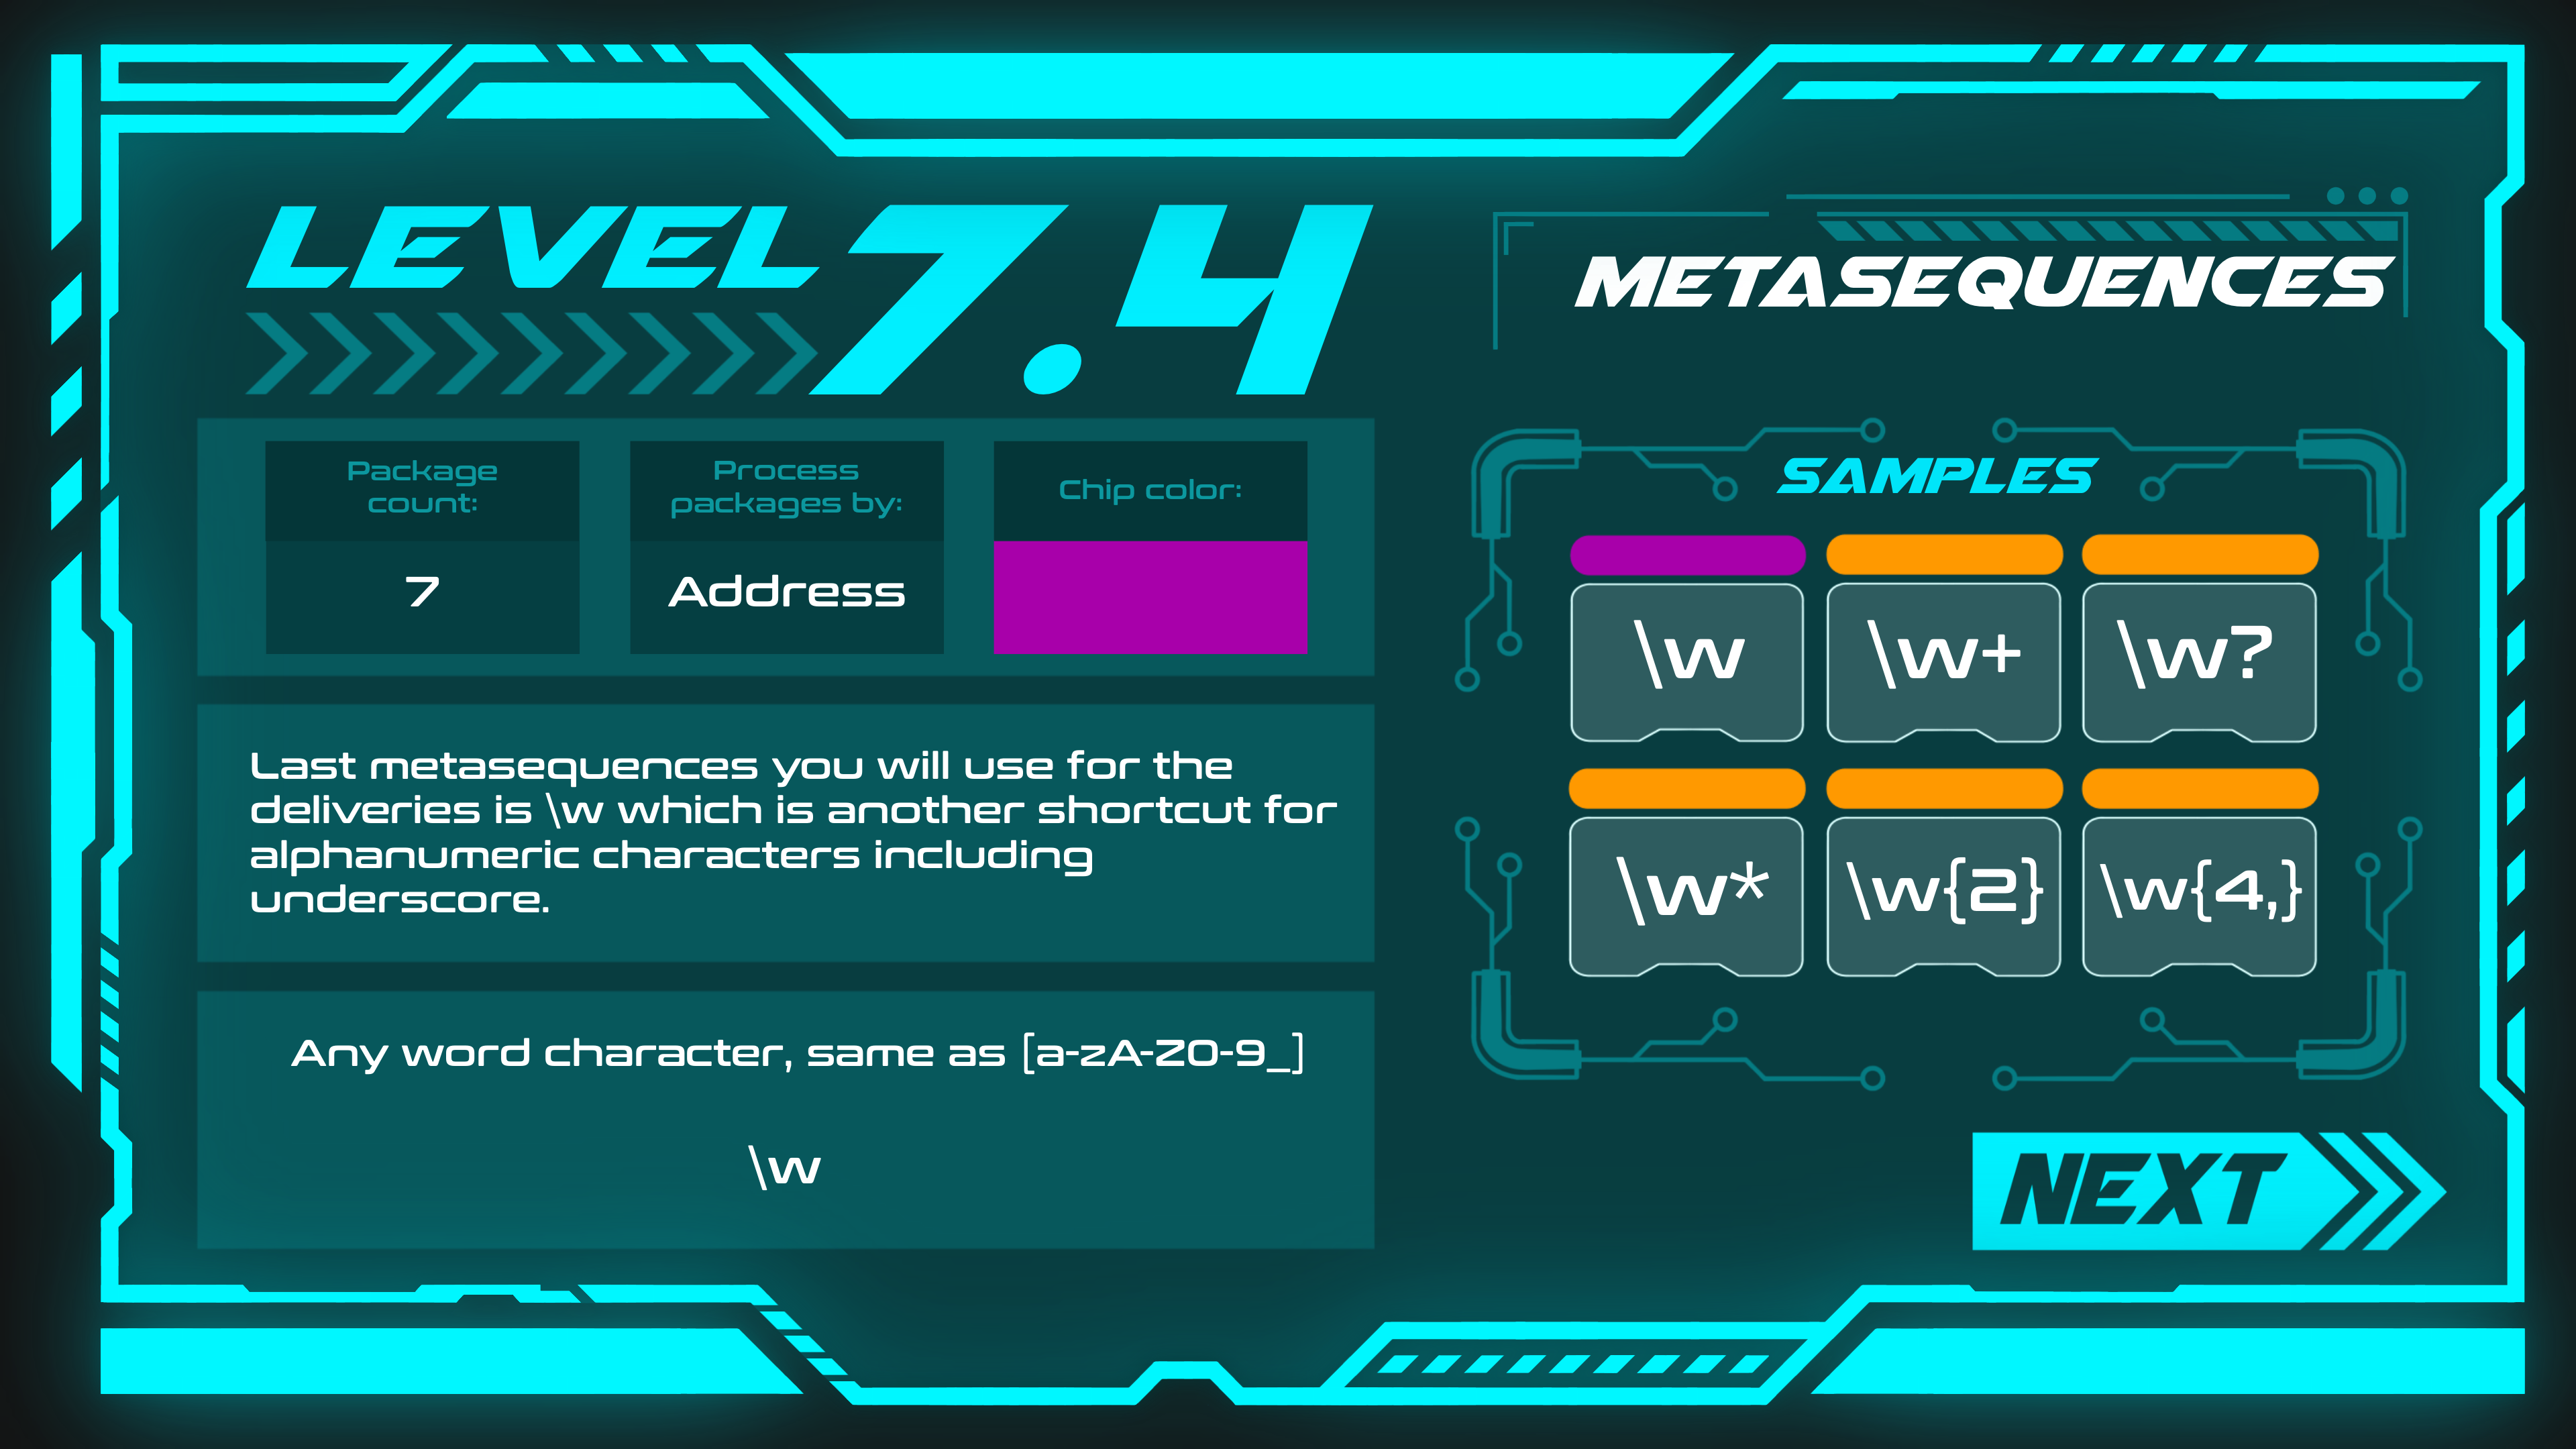 LEVEL 7.4
METASEQUENCES
Package
count:
7
Process
packages by:
Address
Chip color:
Last metasequences you will use for the
deliveries is \w which is another shortcut for
alphanumeric characters including
underscore.
Any word character, same as [a-zA-Z0-9_]
\w
SAMPLES
\w
\w+
\w?
\w*
\w{2}
\w{4,}
NEXT